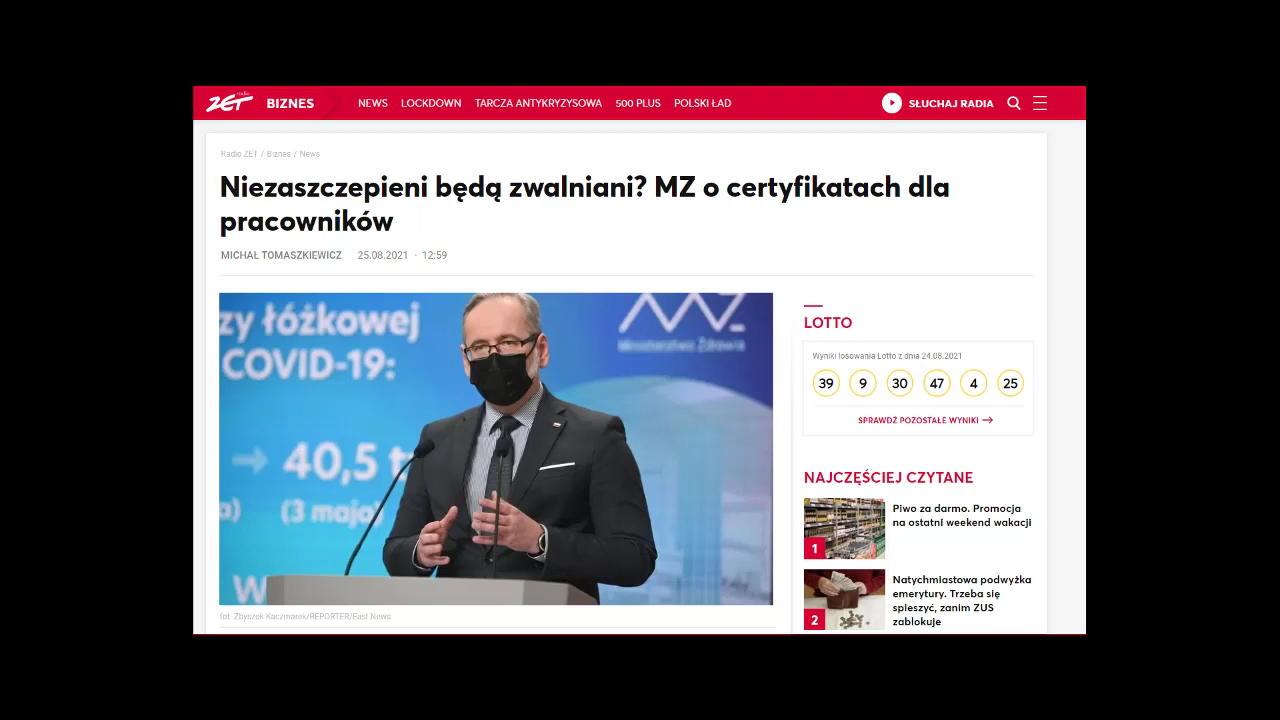 radio ZET BIZNES NEWS LOCKDOWN TARCZA ANTYKRYZYSOWA 500 PLUS POLSKI ŁAD SŁUCHAJ RADIA
Radio ZET / Biznes / News
Niezaszczepieni będą zwalniani? MZ o certyfikatach dla
pracowników
MICHAŁ TOMASZKIEWICZ 25.08.2021 · 12:59
zy łóżkowej
COVID-19:
40,5 t
a) (3 maja)
W
MZ
Ministerstwo Zdrowia
fot. Zbyszek Kaczmarek/REPORTER/East News
LOTTO
Wyniki losowania Lotto z dnia 24.08.2021
39 9 30 47 4 25
SPRAWDŹ POZOSTAŁE WYNIKI
NAJCZĘŚCIEJ CZYTANE
1
Piwo za darmo. Promocja
na ostatni weekend wakacji
2
Natychmiastowa podwyżka
emerytury. Trzeba się
spieszyć, zanim ZUS
zablokuje